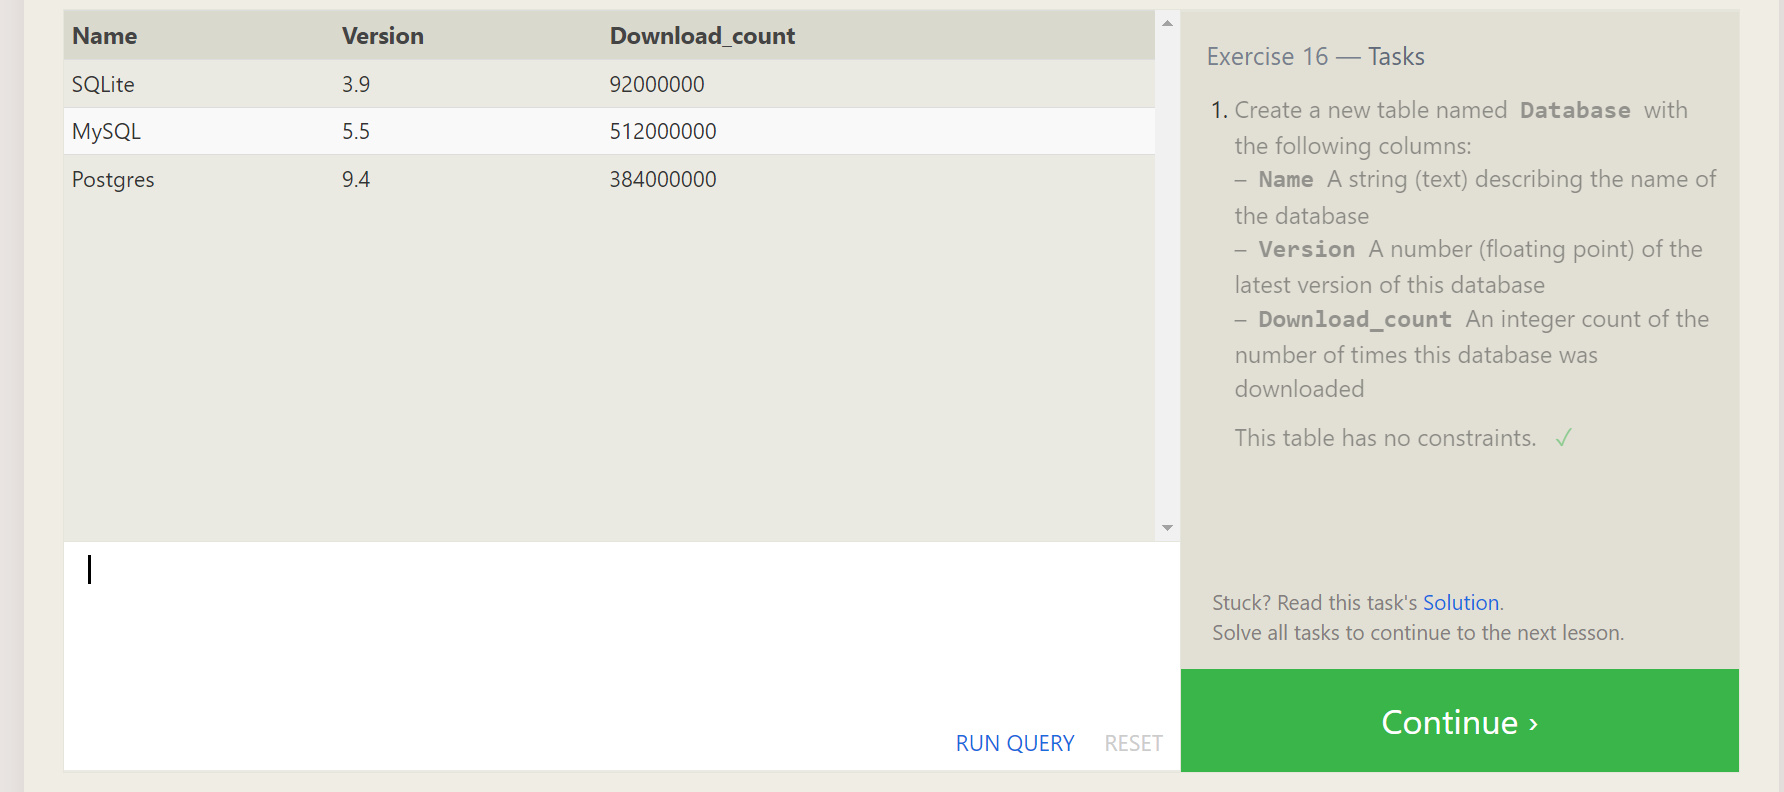 Name Version Download_count
SQLite 3.9 92000000
MySQL 5.5 512000000
Postgres 9.4 384000000
RUN QUERY RESET
Exercise 16 — Tasks
1. Create a new table named Database with
the following columns:
– Name A string (text) describing the name of
the database
– Version A number (floating point) of the
latest version of this database
– Download_count An integer count of the
number of times this database was
downloaded
This table has no constraints. ✓
Stuck? Read this task's Solution.
Solve all tasks to continue to the next lesson.
Continue ›